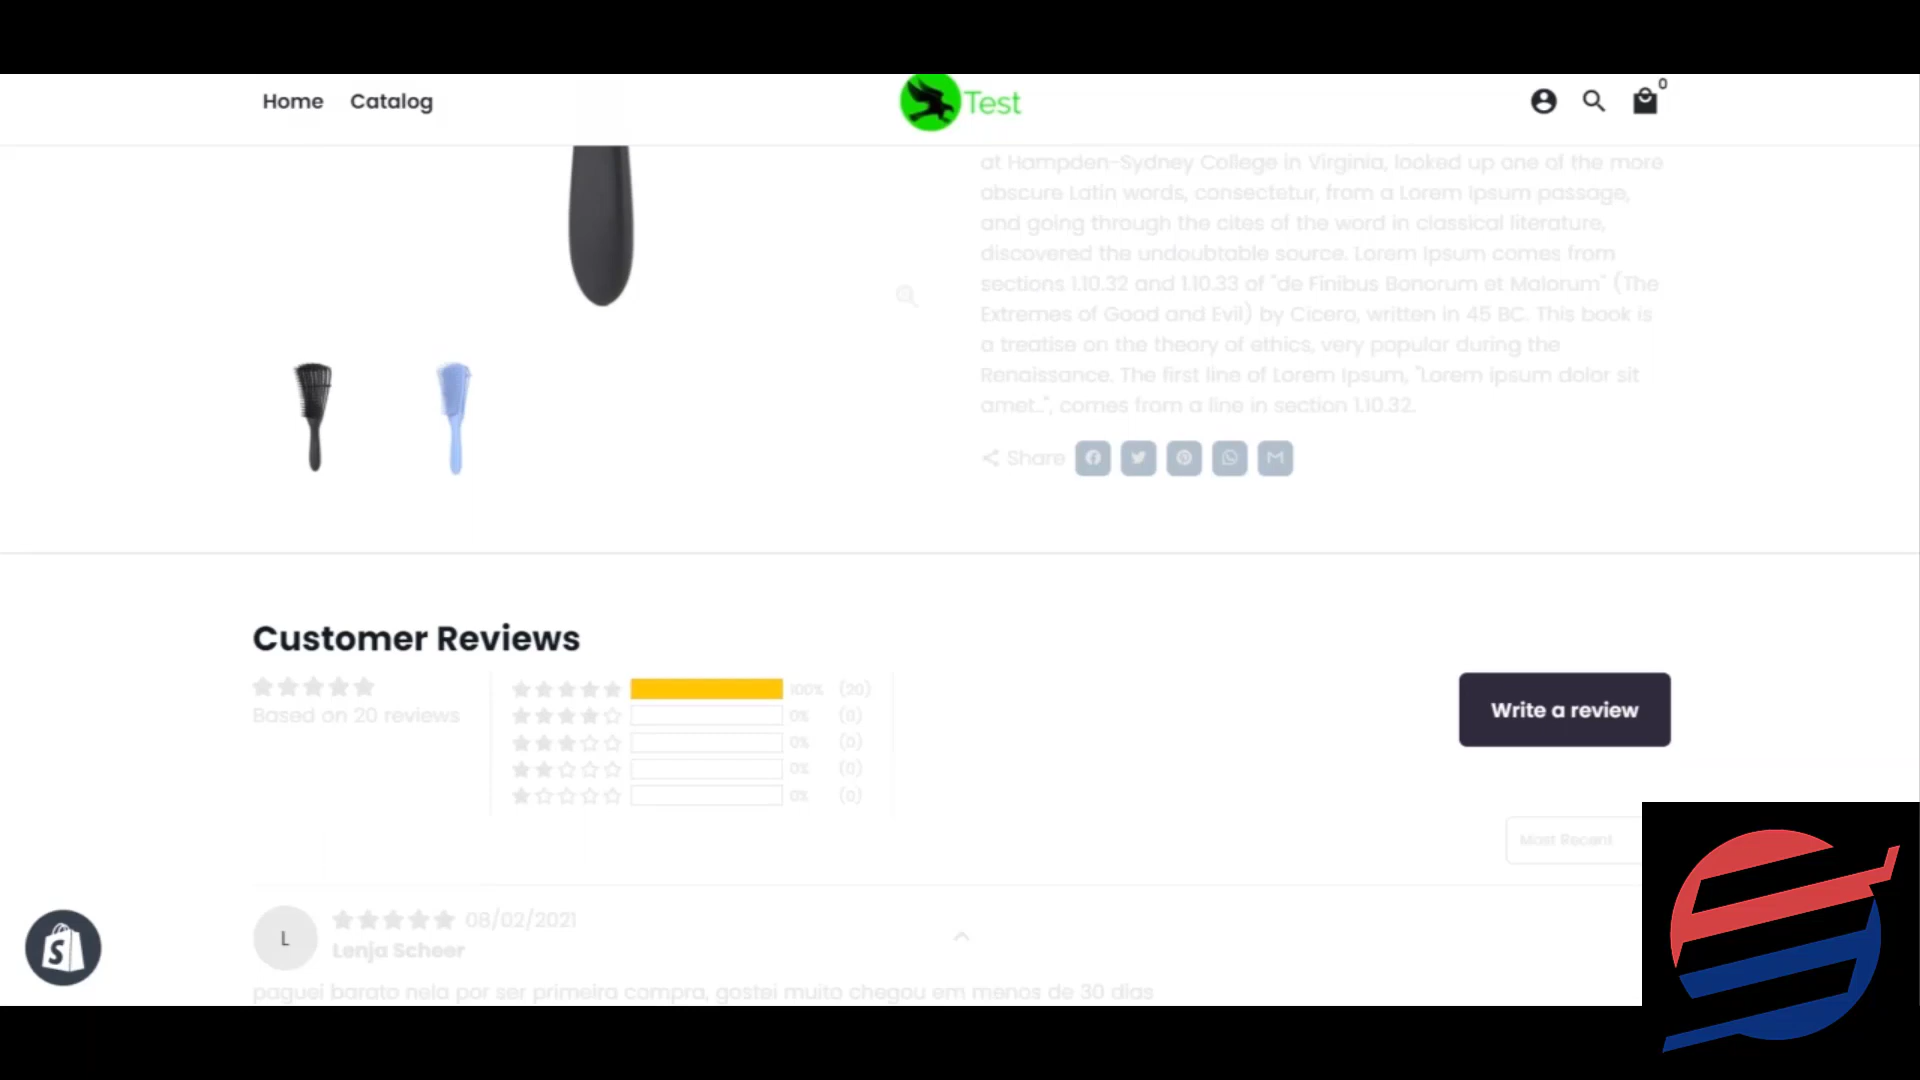 Home Catalog
Test
0
at Hampden-Sydney College in Virginia, looked up one of the more
obscure Latin words, consectetur, from a Lorem Ipsum passage,
and going through the cites of the word in classical literature,
discovered the undoubtable source. Lorem Ipsum comes from
sections 1.10.32 and 1.10.33 of "de Finibus Bonorum et Malorum" (The
Extremes of Good and Evil) by Cicero, written in 45 BC. This book is
a treatise on the theory of ethics, very popular during the
Renaissance. The first line of Lorem Ipsum, "Lorem ipsum dolor sit
amet..", comes from a line in section 1.10.32.
Share
Customer Reviews
Based on 20 reviews
100% (20)
0% (0)
0% (0)
0% (0)
0% (0)
Write a review
Most Recent
L
08/02/2021
Lenja Scheer
paguei barato nela por ser primeira compra, gostei muito chegou em menos de 30 dias